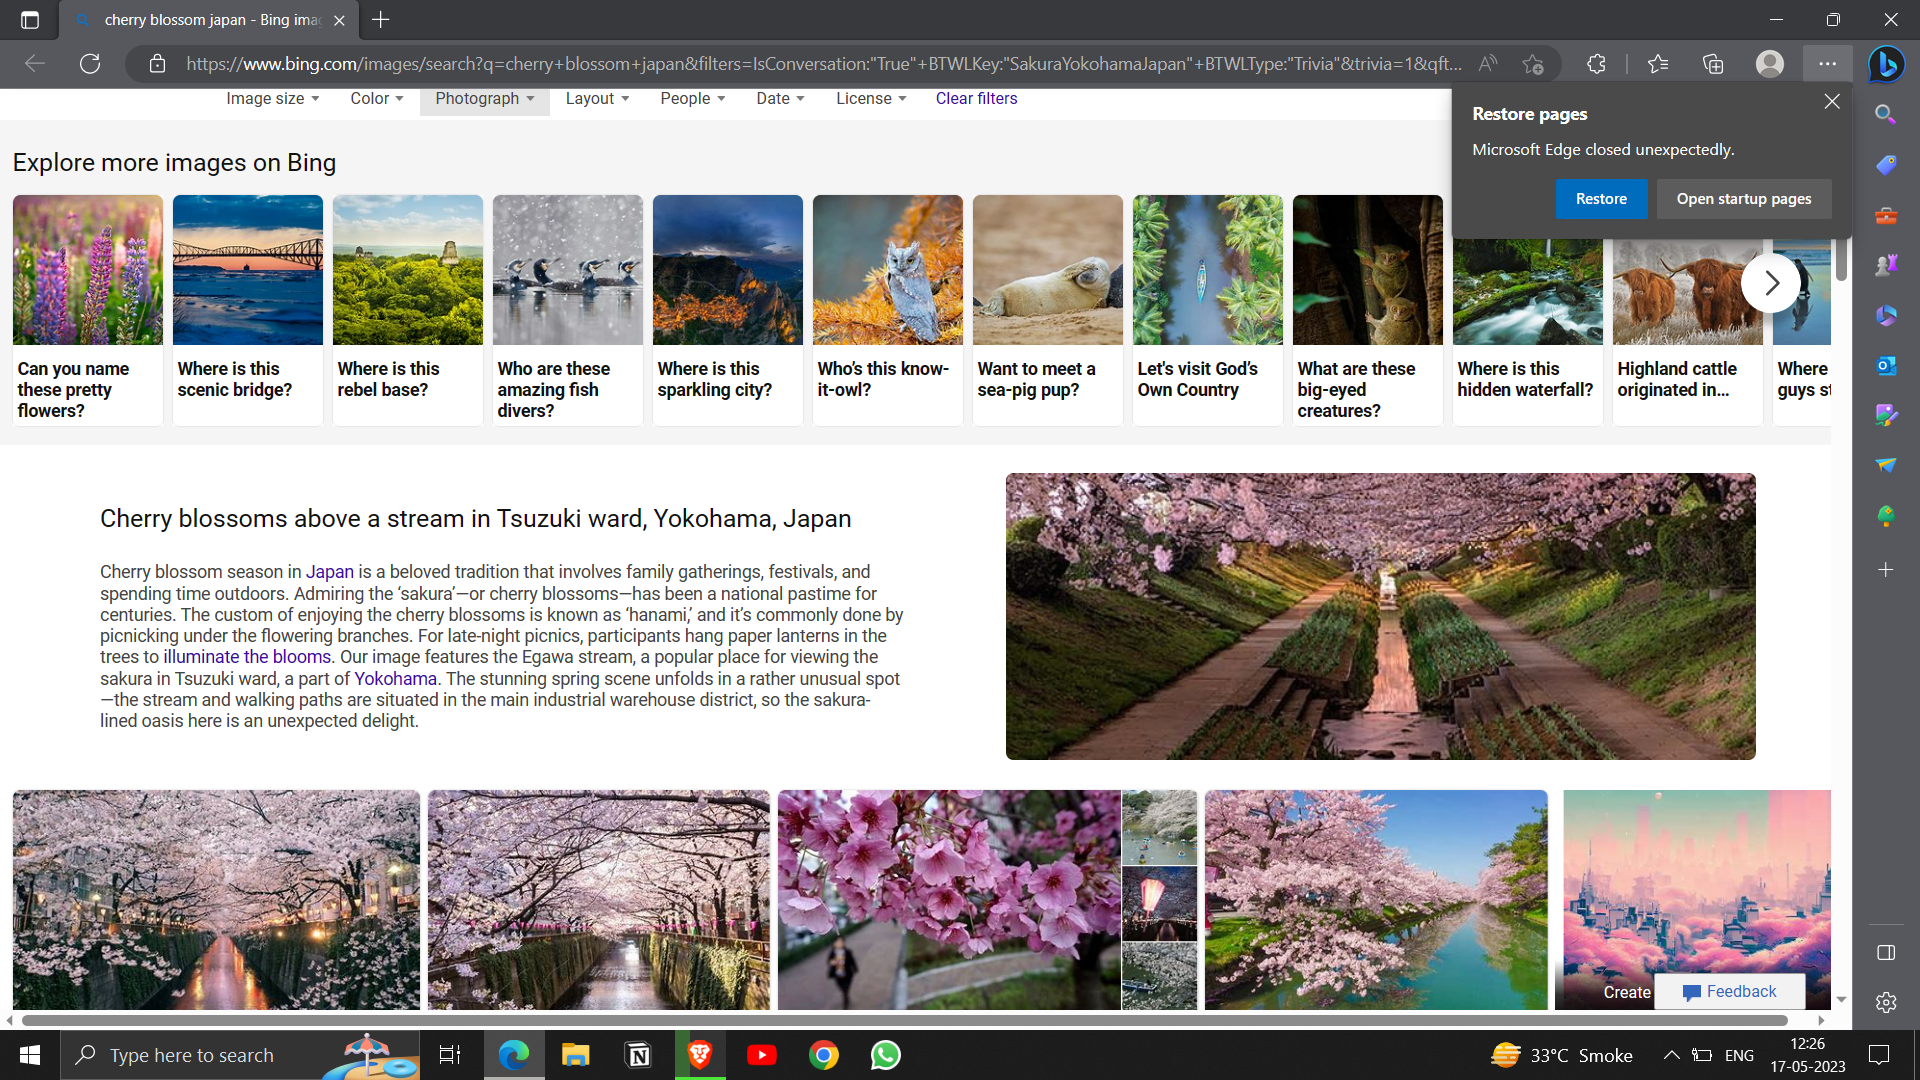 cherry blossom japan - Bing ima
https://www.bing.com/images/search?q=cherry+blossom+japan&filters=IsConversation:"True"+BTWLKey:"SakuraYokohamaJapan"+BTWLType:"Trivia"&trivia=1&qft...
Image size
Color
Photograph
Layout
People
Date
License
Clear filters
Restore pages
Microsoft Edge closed unexpectedly.
Restore
Open startup pages
Explore more images on Bing
Can you name
these pretty
flowers?
Where is this
scenic bridge?
Where is this
rebel base?
Who are these
amazing fish
divers?
Where is this
sparkling city?
Who's this know-
it-owl?
Want to meet a
sea-pig pup?
Let's visit God's
Own Country
What are these
big-eyed
creatures?
Where is this
hidden waterfall?
Highland cattle
originated in...
Where
guys st
Cherry blossoms above a stream in Tsuzuki ward, Yokohama, Japan
Cherry blossom season in Japan is a beloved tradition that involves family gatherings, festivals, and
spending time outdoors. Admiring the ‘sakura’—or cherry blossoms—has been a national pastime for
centuries. The custom of enjoying the cherry blossoms is known as ‘hanami,’ and it’s commonly done by
picnicking under the flowering branches. For late-night picnics, participants hang paper lanterns in the
trees to illuminate the blooms. Our image features the Egawa stream, a popular place for viewing the
sakura in Tsuzuki ward, a part of Yokohama. The stunning spring scene unfolds in a rather unusual spot
—the stream and walking paths are situated in the main industrial warehouse district, so the sakura-
lined oasis here is an unexpected delight.
Create
Feedback
Type here to search
33°C Smoke
ENG
12:26
17-05-2023